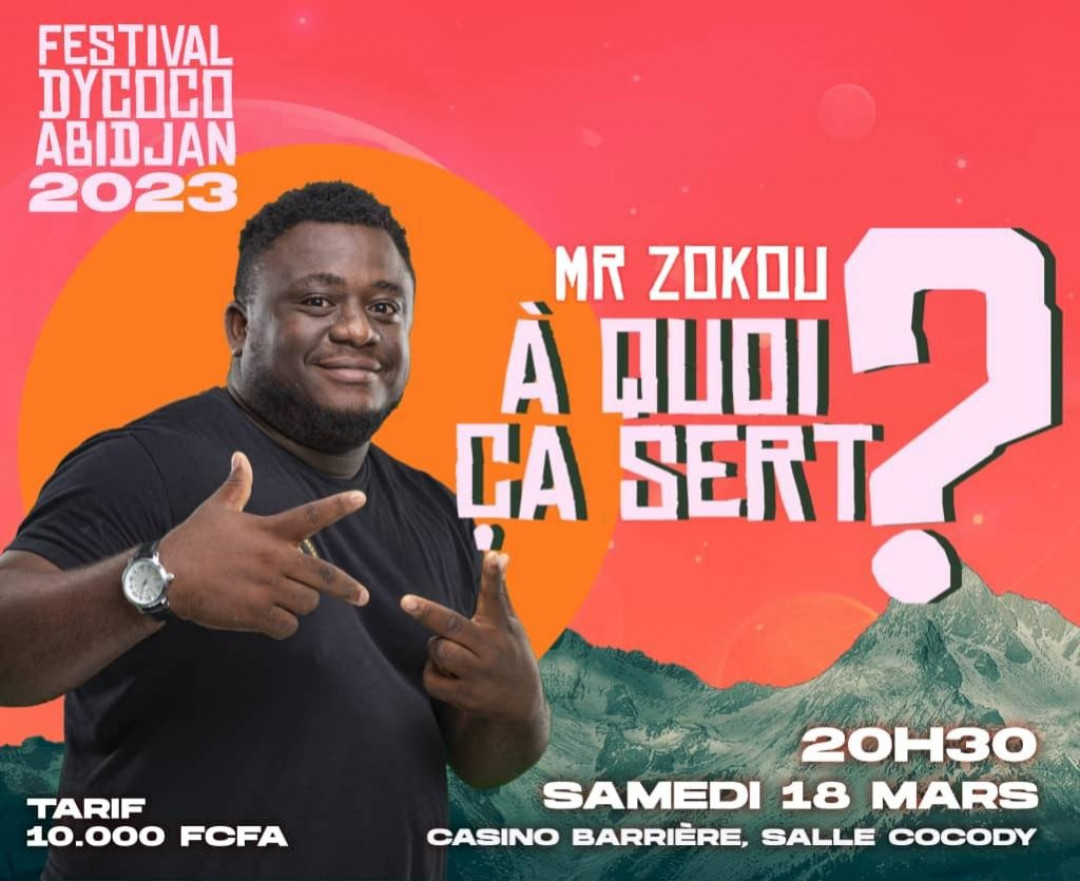 FESTIVAL
DYCOCO
ABIDJAN
2023
MR ZOKOU
À QUOI
ÇA SERT ?
20H30
SAMEDI 18 MARS
CASINO BARRIÈRE, SALLE COCODY
TARIF
10.000 FCFA